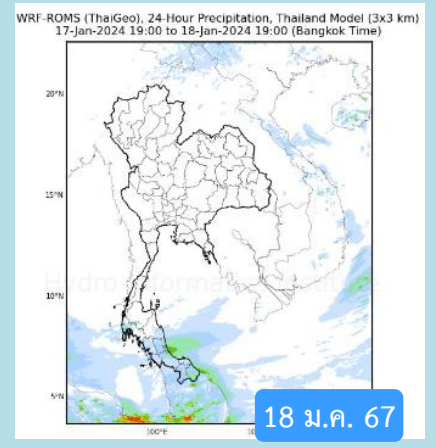 WRF-ROMS (ThaiGeo), 24-Hour Precipitation, Thailand Model (3x3 km)
17-Jan-2024 19:00 to 18-Jan-2024 19:00 (Bangkok Time)
20°N
15°N
10°N
5°N
100°E
18 ม.ค. 67